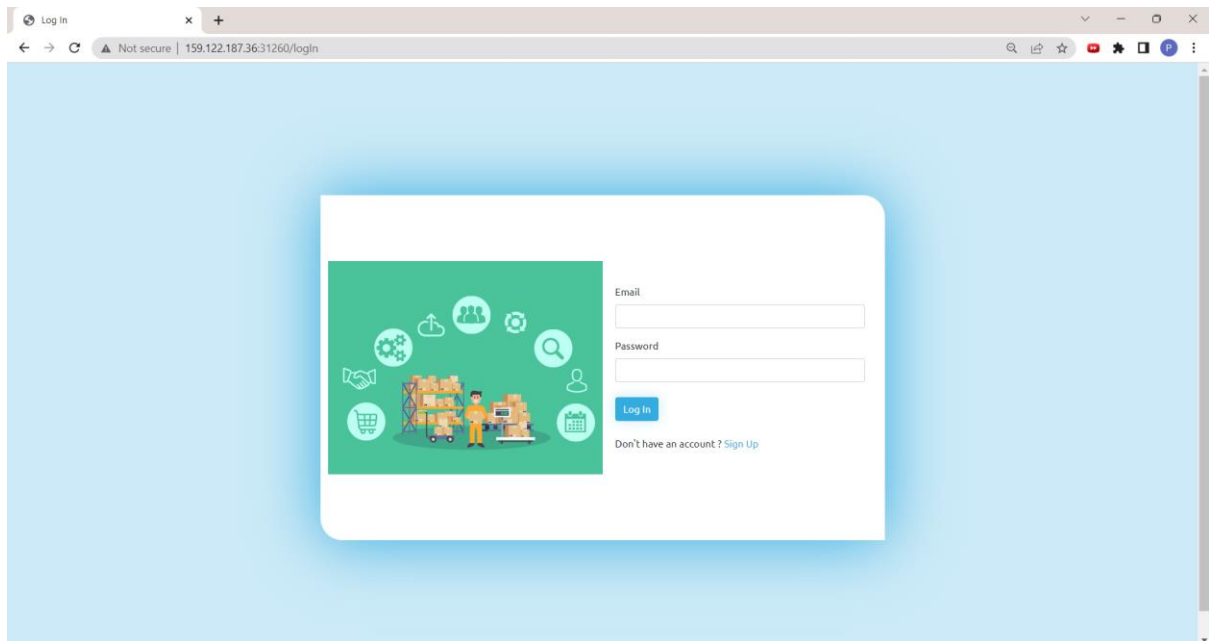 Log In
Not secure | 159.122.187.36:31260/logIn
P
Email
Password
Log In
Don't have an account ? Sign Up